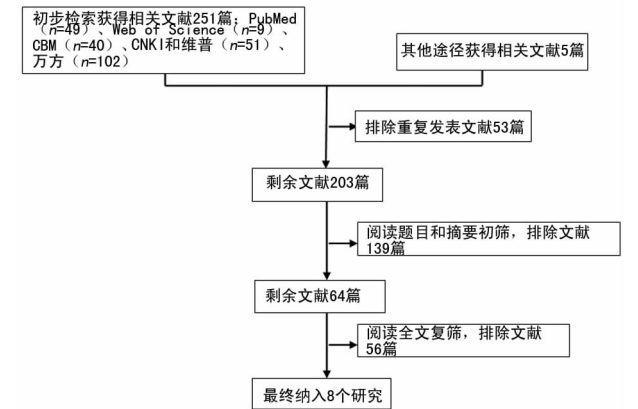 初步检索获得相关文献251篇：PubMed
（n=49）、Web of Science（n=9）、
CBM（n=40）、CNKI和维普（n=51）、
万方（n=102）
其他途径获得相关文献5篇
排除重复发表文献53篇
剩余文献203篇
阅读题目和摘要初筛，排除文献
139篇
剩余文献64篇
阅读全文复筛，排除文献
56篇
最终纳入8个研究